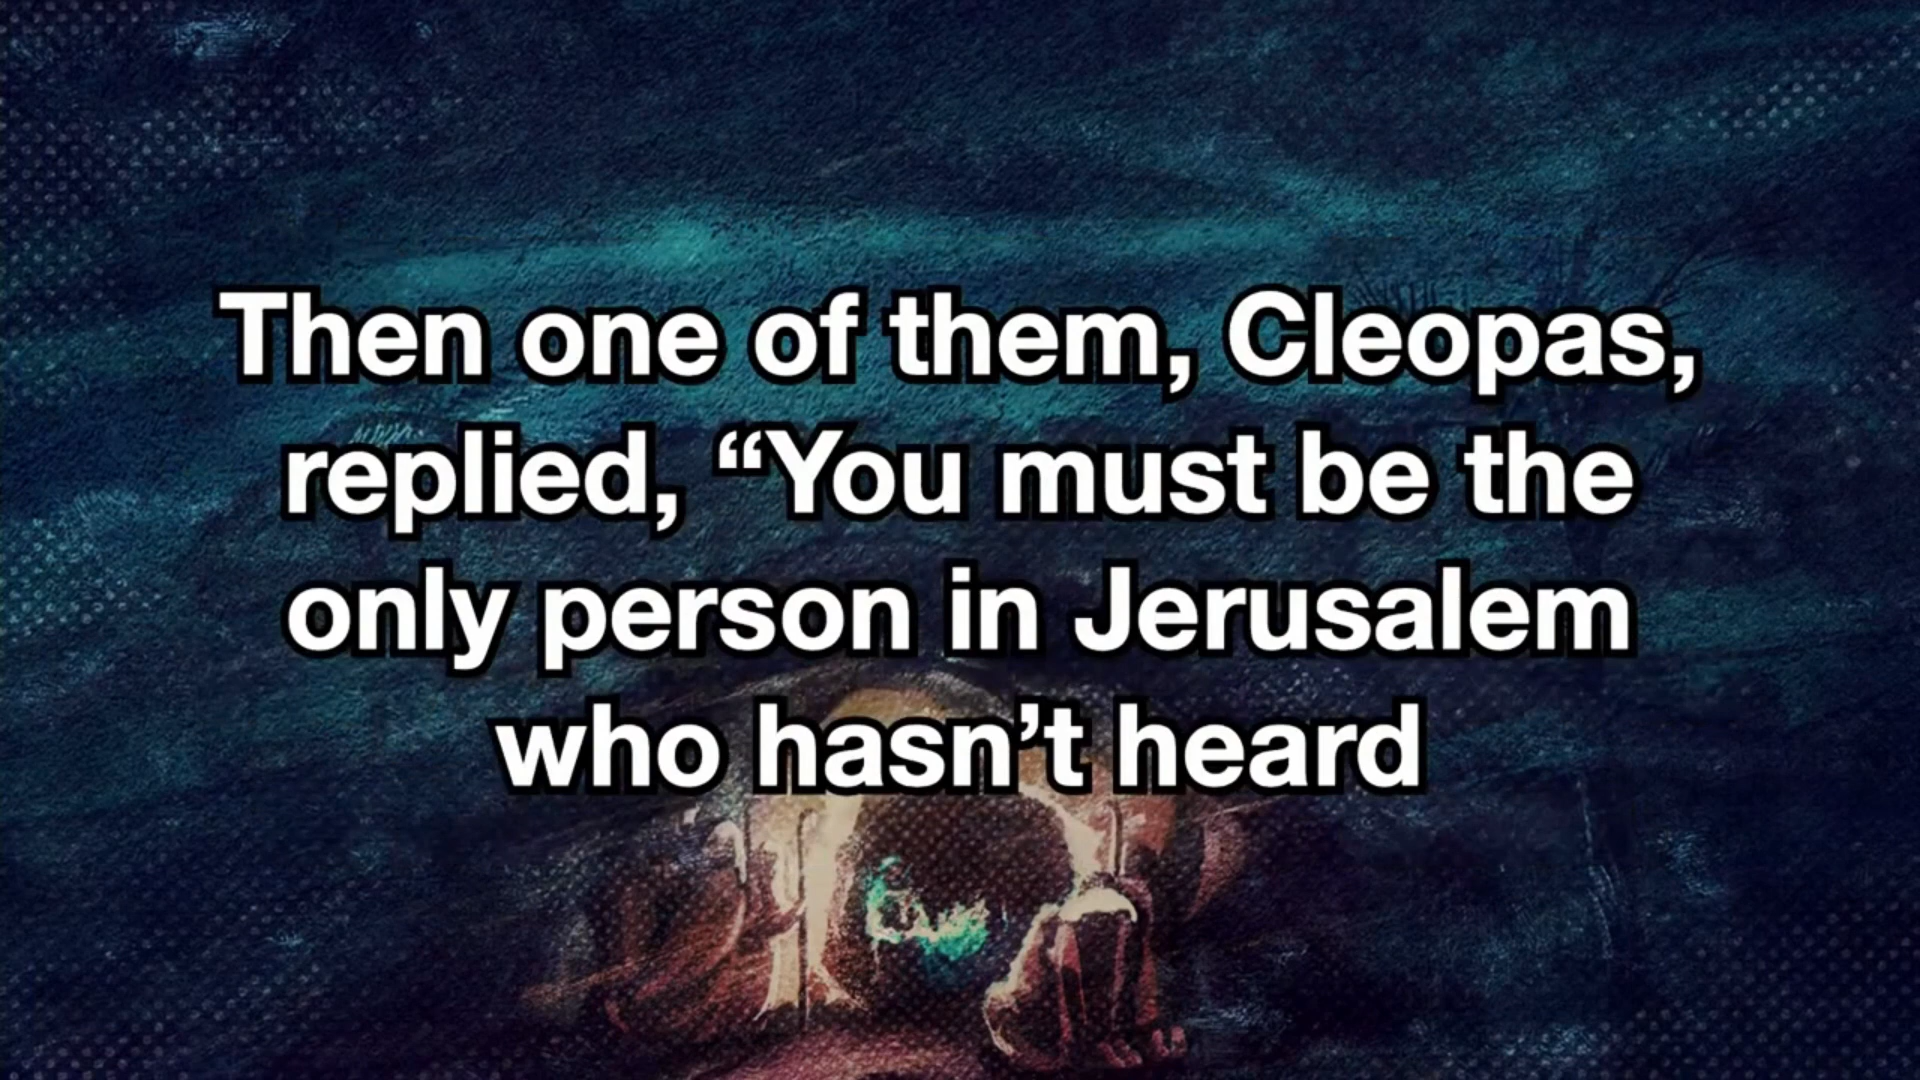 Then one of them, Cleopas,
replied, “You must be the
only person in Jerusalem
who hasn’t heard